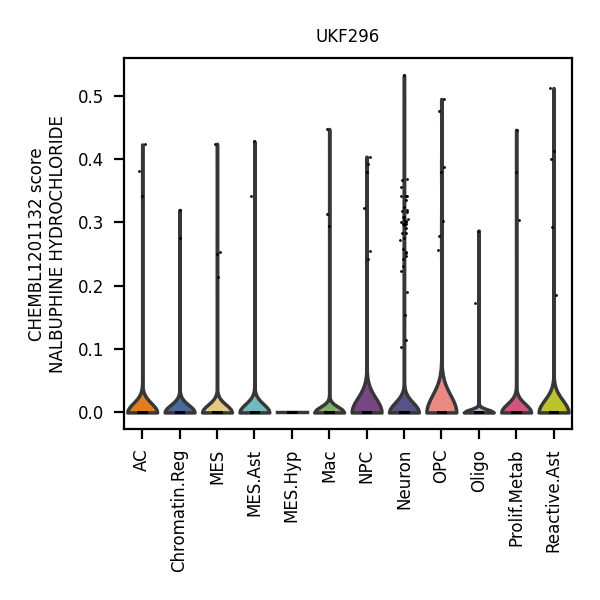 UKF296
CHEMBL1201132 score
NALBUPHINE HYDROCHLORIDE
0.5
0.4
0.3
0.2
0.1
0.0
AC
Chromatin.Reg
MES
MES.Ast
MES.Hyp
Mac
NPC
Neuron
OPC
Oligo
Prolif.Metab
Reactive.Ast